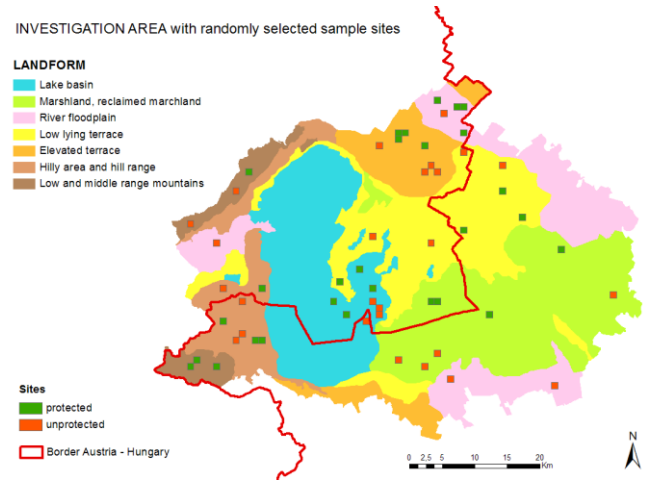 INVESTIGATION AREA with randomly selected sample sites
LANDFORM
Lake basin
Marshland, reclaimed marchland
River floodplain
Low lying terrace
Elevated terrace
Hilly area and hill range
Low and middle range mountains
Sites
protected
unprotected
Border Austria - Hungary
0 2,5 5 10 15 20
Km
N